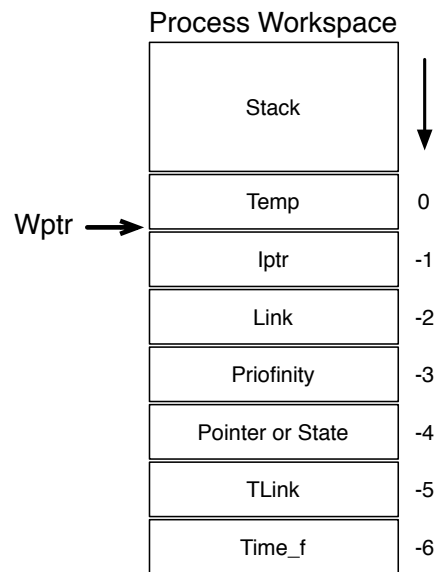 Process Workspace
Stack
Temp 0
Wptr
Iptr -1
Link -2
Priofinity -3
Pointer or State -4
TLink -5
Time_f -6